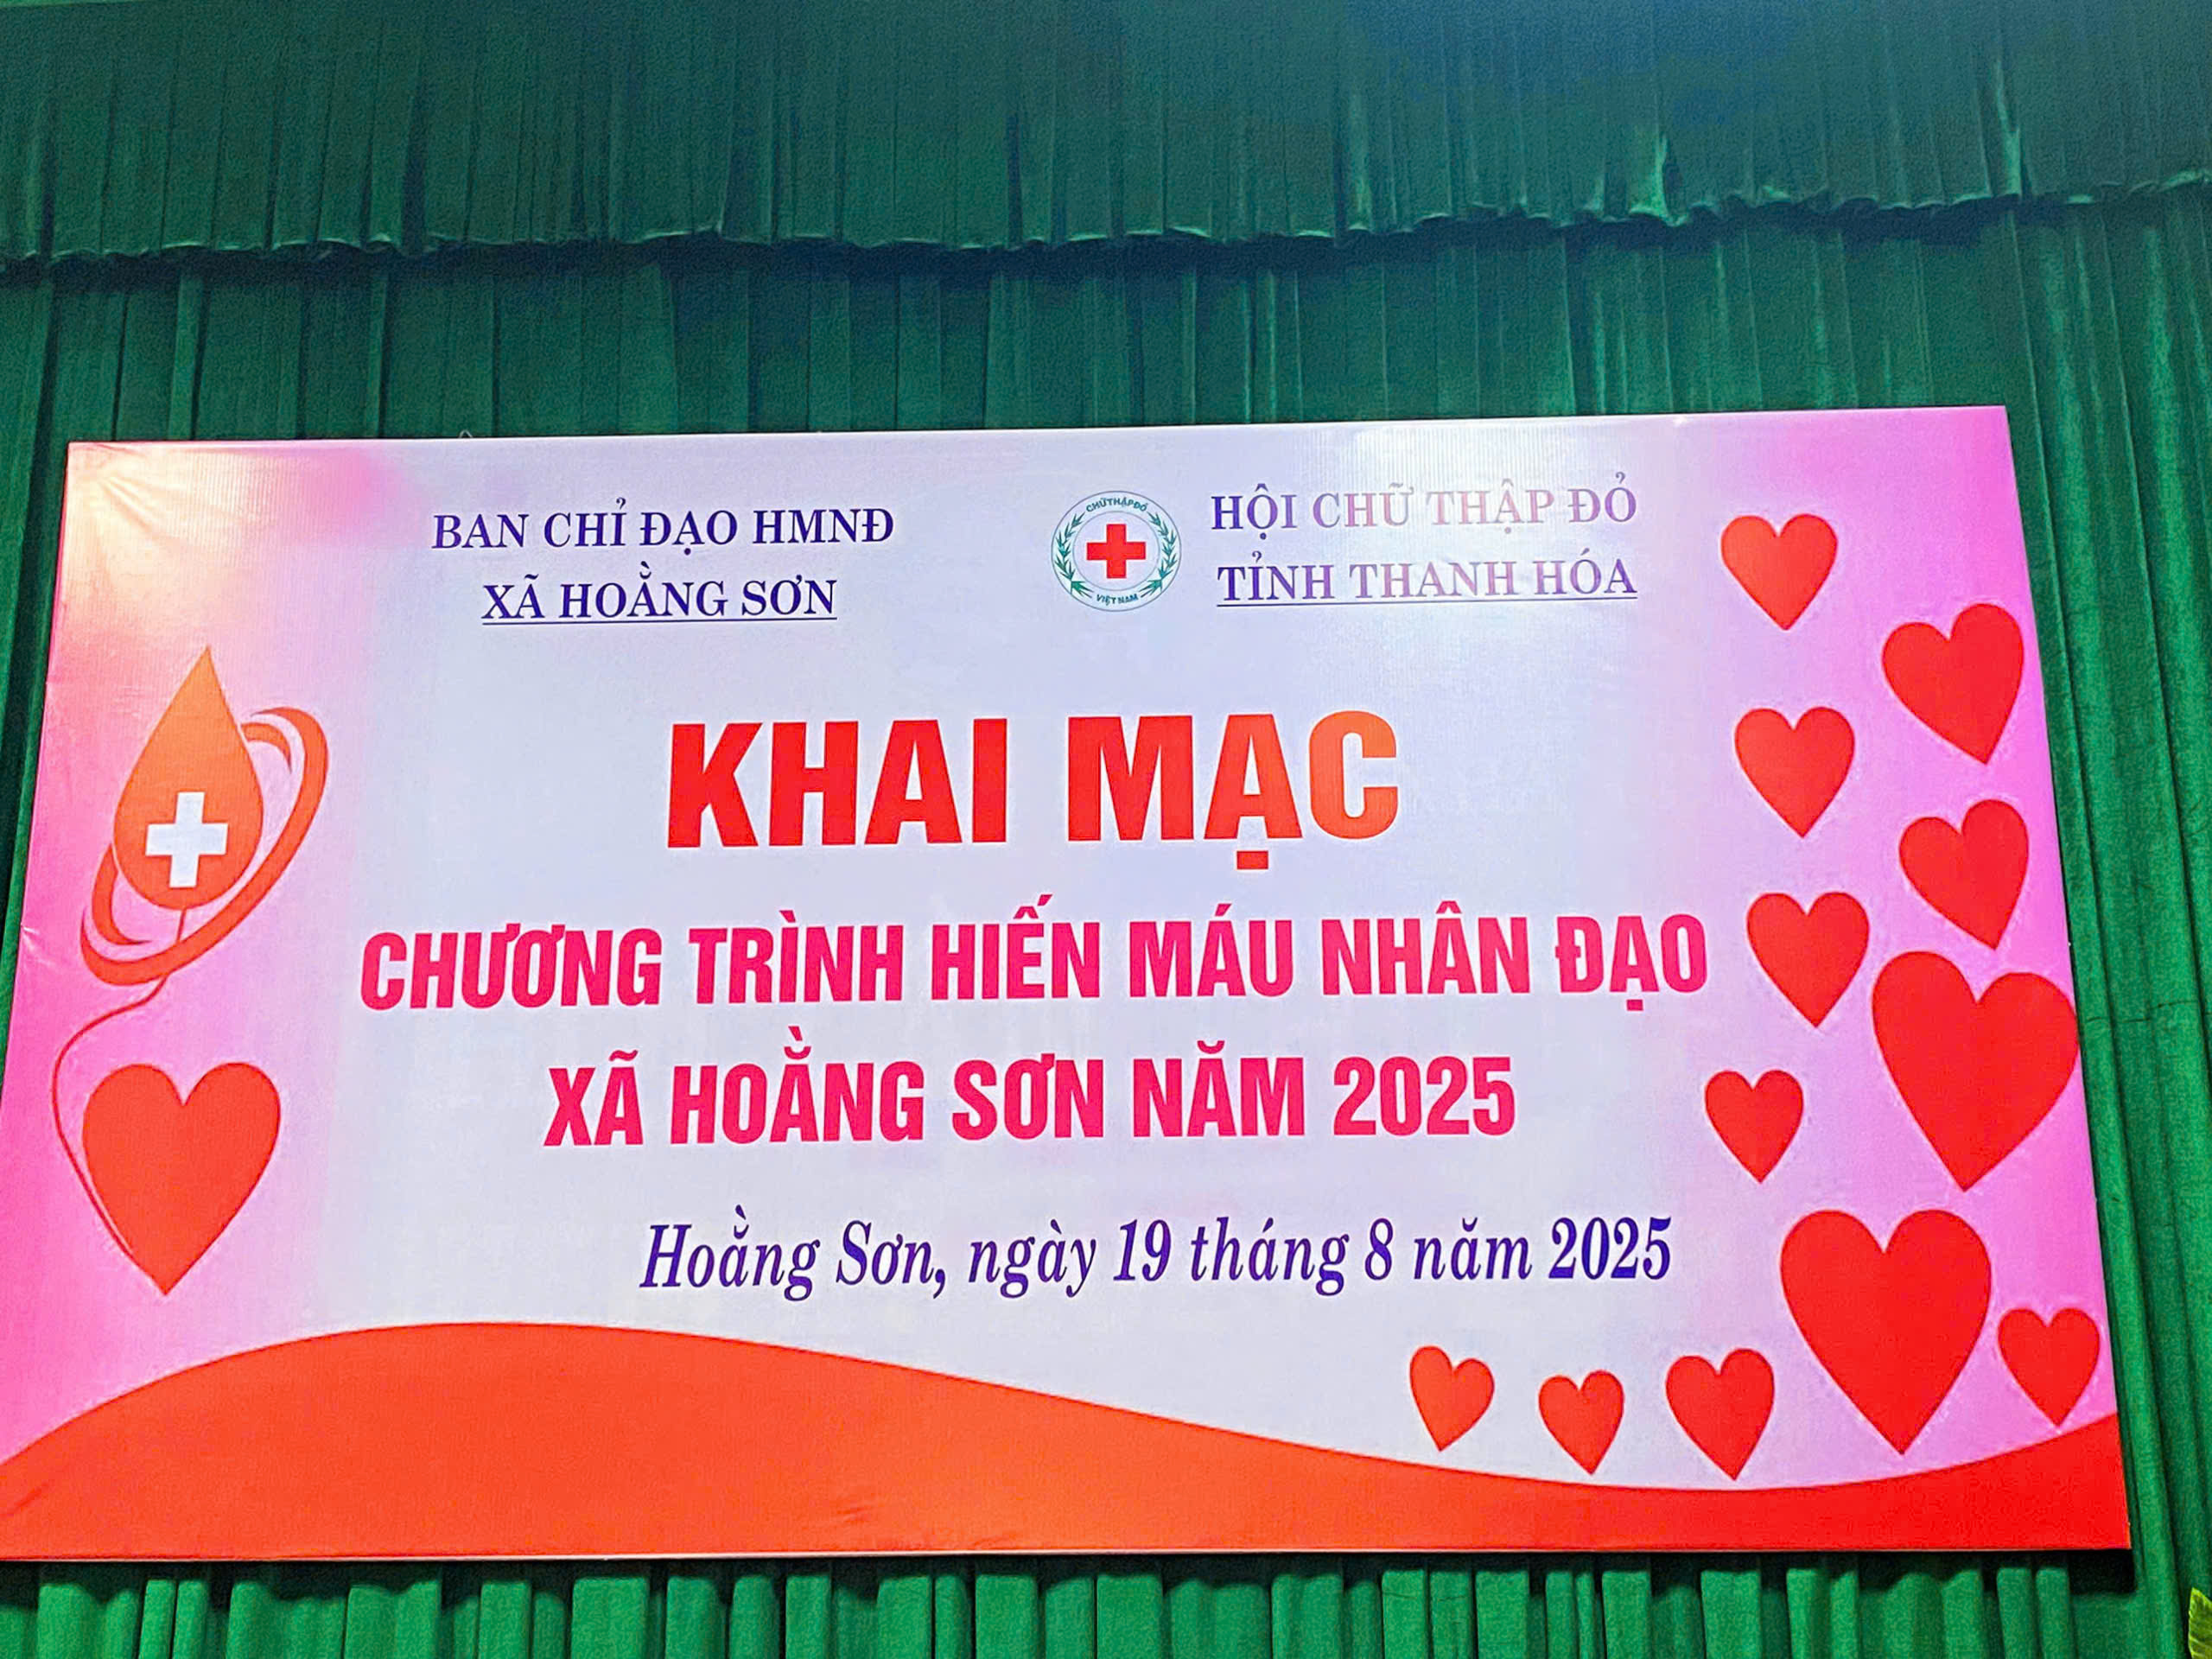 BAN CHỈ ĐẠO HMNĐ
XÃ HOẰNG SƠN
CHỮ THẬP ĐỎ
VIỆT NAM
HỘI CHỮ THẬP ĐỎ
TỈNH THANH HÓA
KHAI MẠC
CHƯƠNG TRÌNH HIẾN MÁU NHÂN ĐẠO
XÃ HOẰNG SƠN NĂM 2025
Hoằng Sơn, ngày 19 tháng 8 năm 2025